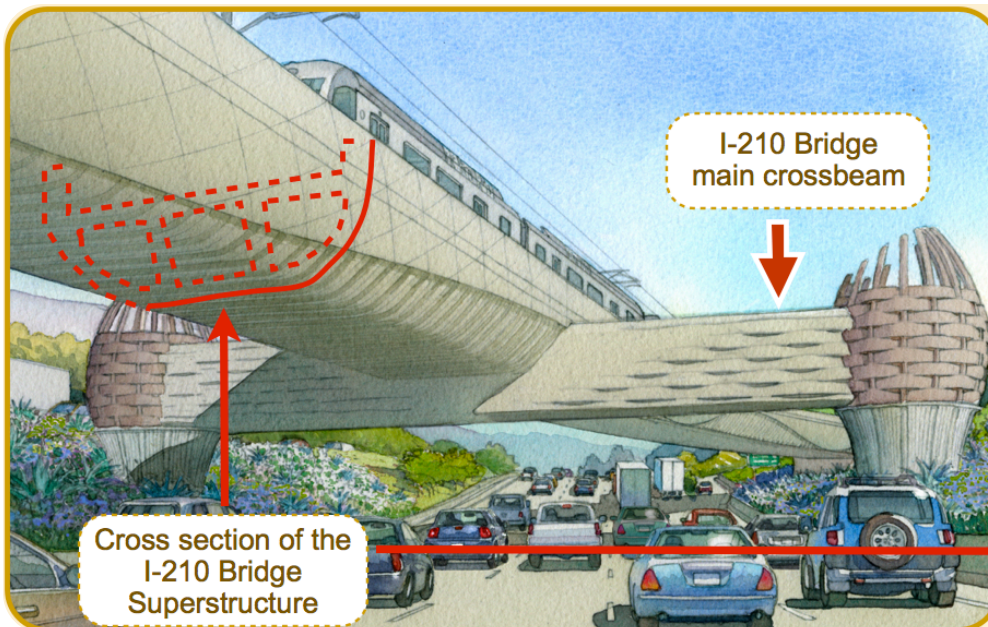 I-210 Bridge
main crossbeam
Cross section of the
I-210 Bridge
Superstructure